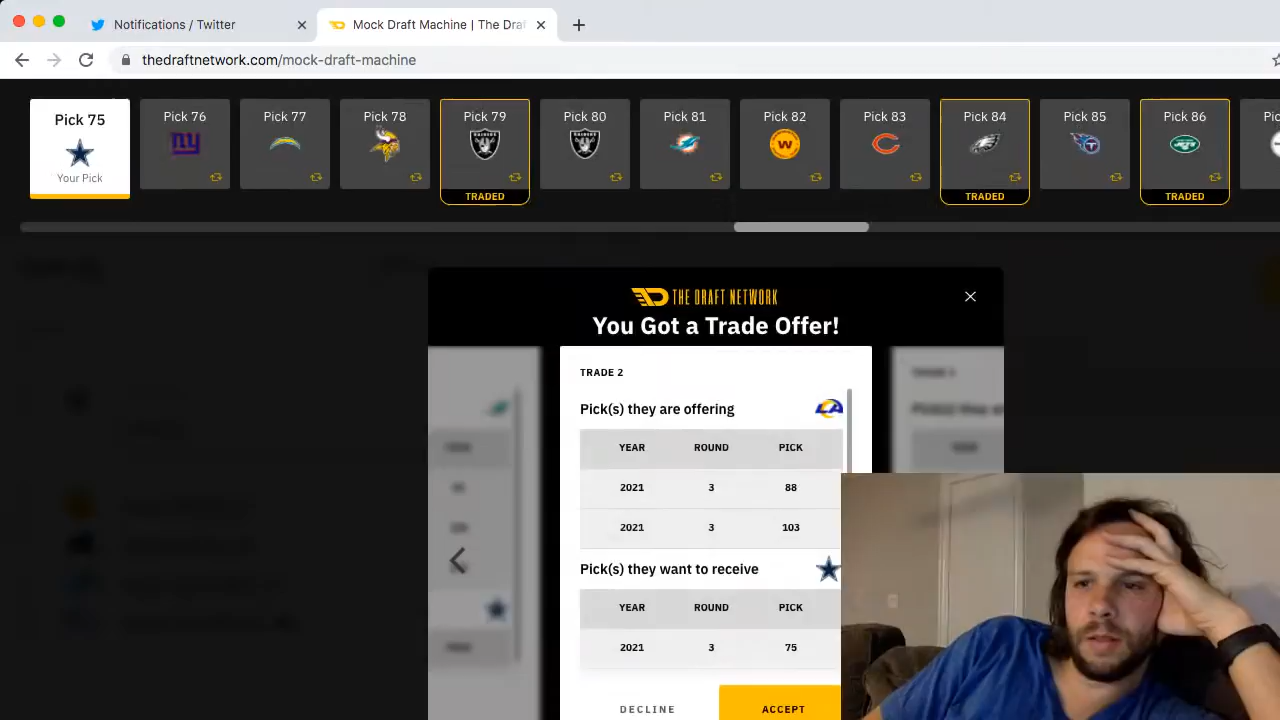 Notifications / Twitter
Mock Draft Machine | The Draf
thedraftnetwork.com/mock-draft-machine
Pick 75
Your Pick
Pick 76
Pick 77
Pick 78
Pick 79
TRADED
Pick 80
Pick 81
Pick 82
W
Pick 83
Pick 84
TRADED
Pick 85
Pick 86
TRADED
THE DRAFT NETWORK
You Got a Trade Offer!
TRADE 2
Pick(s) they are offering
YEAR ROUND PICK
2021 3 88
2021 3 103
Pick(s) they want to receive
YEAR ROUND PICK
2021 3 75
DECLINE ACCEPT